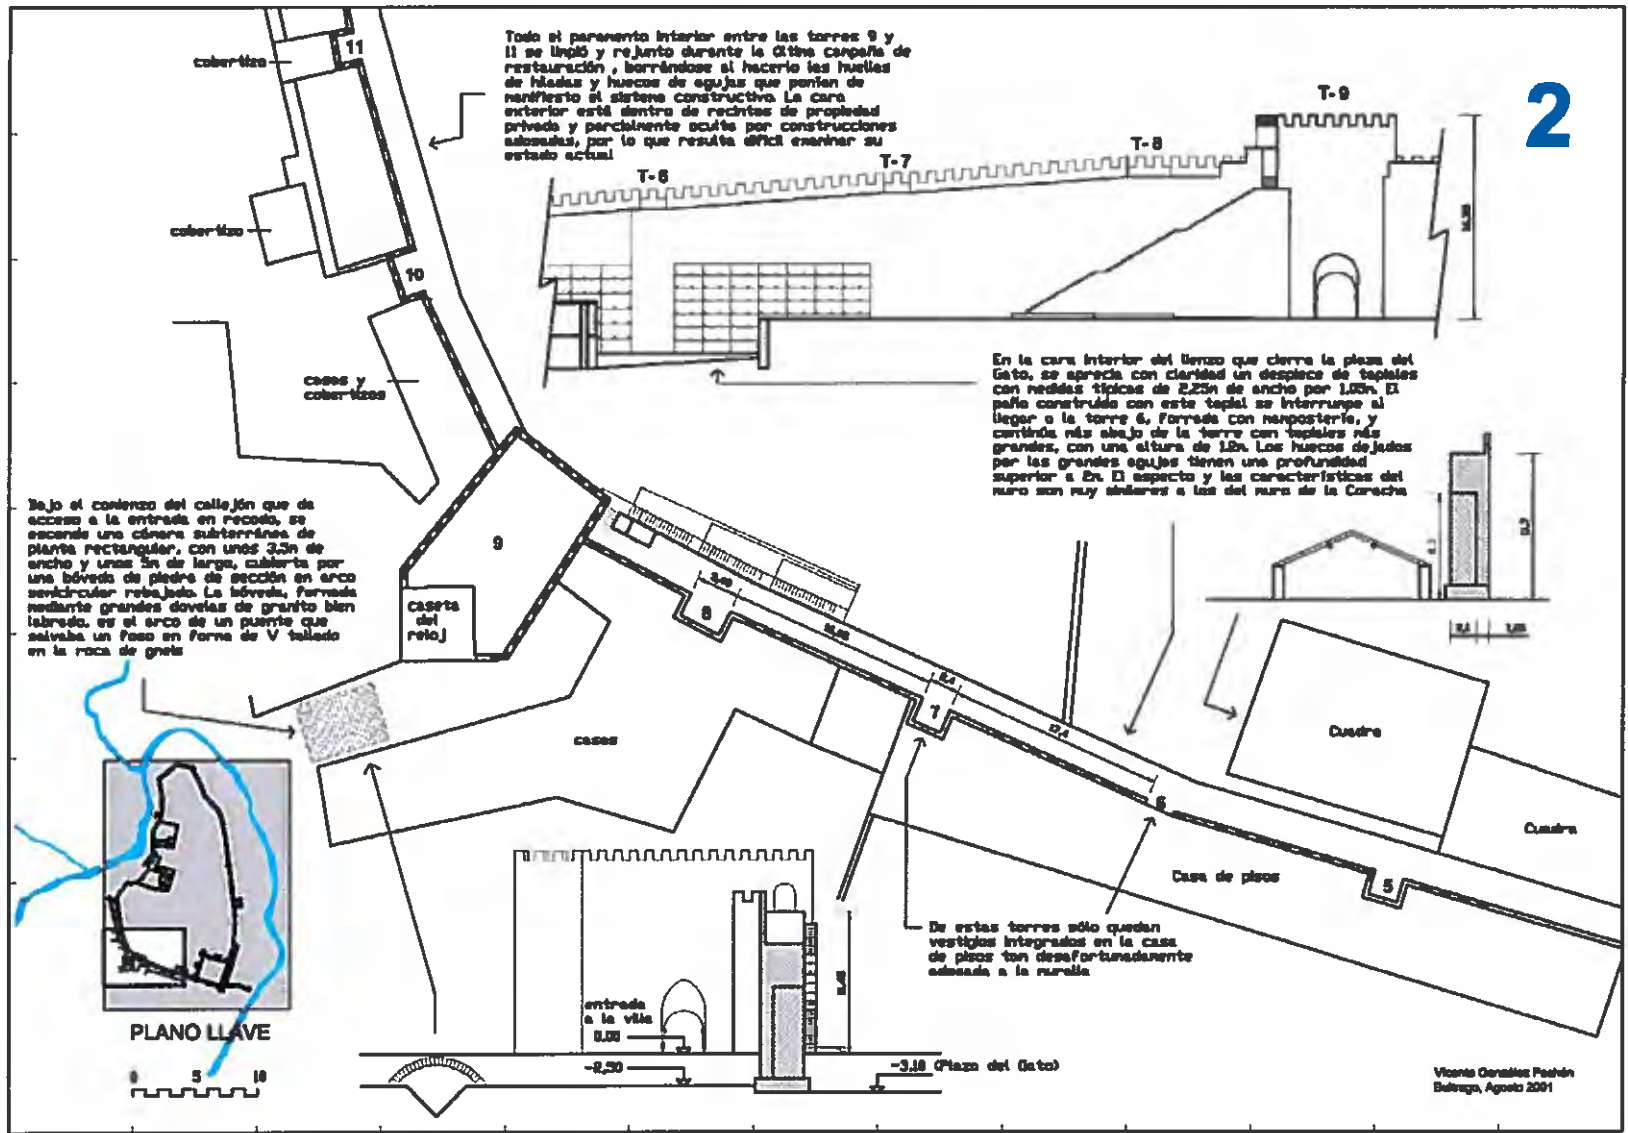 2
Todo el paramento interior entre las torres 9 y
11 se limpió y rejunto durante la última campaña de
restauración , borrándose al hacerlo las huellas
de hiladas y huecos de agujas que ponían de
manifiesto el sistema constructivo. La cara
exterior está dentro de recintos de propiedad
privada y parcialmente oculta por construcciones
adosadas, por lo que resulta difícil examinar su
estado actual
cobertizo
11
cobertizo
10
casas y
cobertizos
T-6
T-7
T-8
T-9
En la cara interior del lienzo que cierra la plaza del
Gato, se aprecia con claridad un despiece de tapiales
con medidas típicas de 2,25m de ancho por 1,05m. El
paño construido con este tapial se interrumpe al
llegar a la torre 6, forrada con mampostería, y
continúa más abajo de la torre con tapiales más
grandes, con una altura de 1,2m. Los huecos dejados
por las grandes agujas tienen una profundidad
superior a 2m. El aspecto y las características del
muro son muy similares a los del muro de la Coracha
Bajo el comienzo del callejón que da
acceso a la entrada en recodo, se
esconde una cámara subterránea de
planta rectangular, con unos 3,5m de
ancho y unos 5m de largo, cubierta por
una bóveda de piedra de sección en arco
semicircular rebajado. La bóveda, formada
mediante grandes dovelas de granito bien
labrado, es el arco de un puente que
salvaba un foso en forma de V tallado
en la roca de gneis
9
caseta
del
reloj
8
7
6
5
17,4
casas
Cuadra
Cuadra
Casa de pisos
De estas torres sólo quedan
vestigios integrados en la casa
de pisos tan desafortunadamente
adosada a la muralla
PLANO LLAVE
0 5 10
entrada
a la villa
0.00
-2,50
-3,18 (Plaza del Gato)
Vicente González Pachón
Buitrago, Agosto 2001